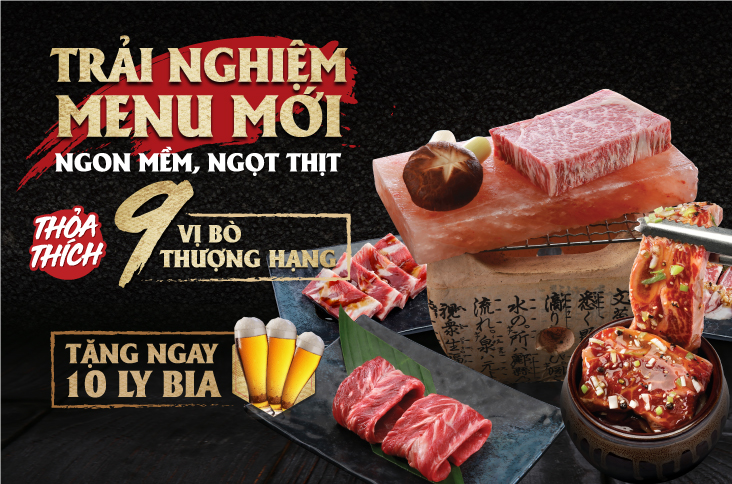 TRẢI NGHIỆM
MENU MỚI
NGON MỀM, NGỌT THỊT
THỎA
THÍCH
9
VỊ BÒ
THƯỢNG HẠNG
TẶNG NGAY
10 LY BIA